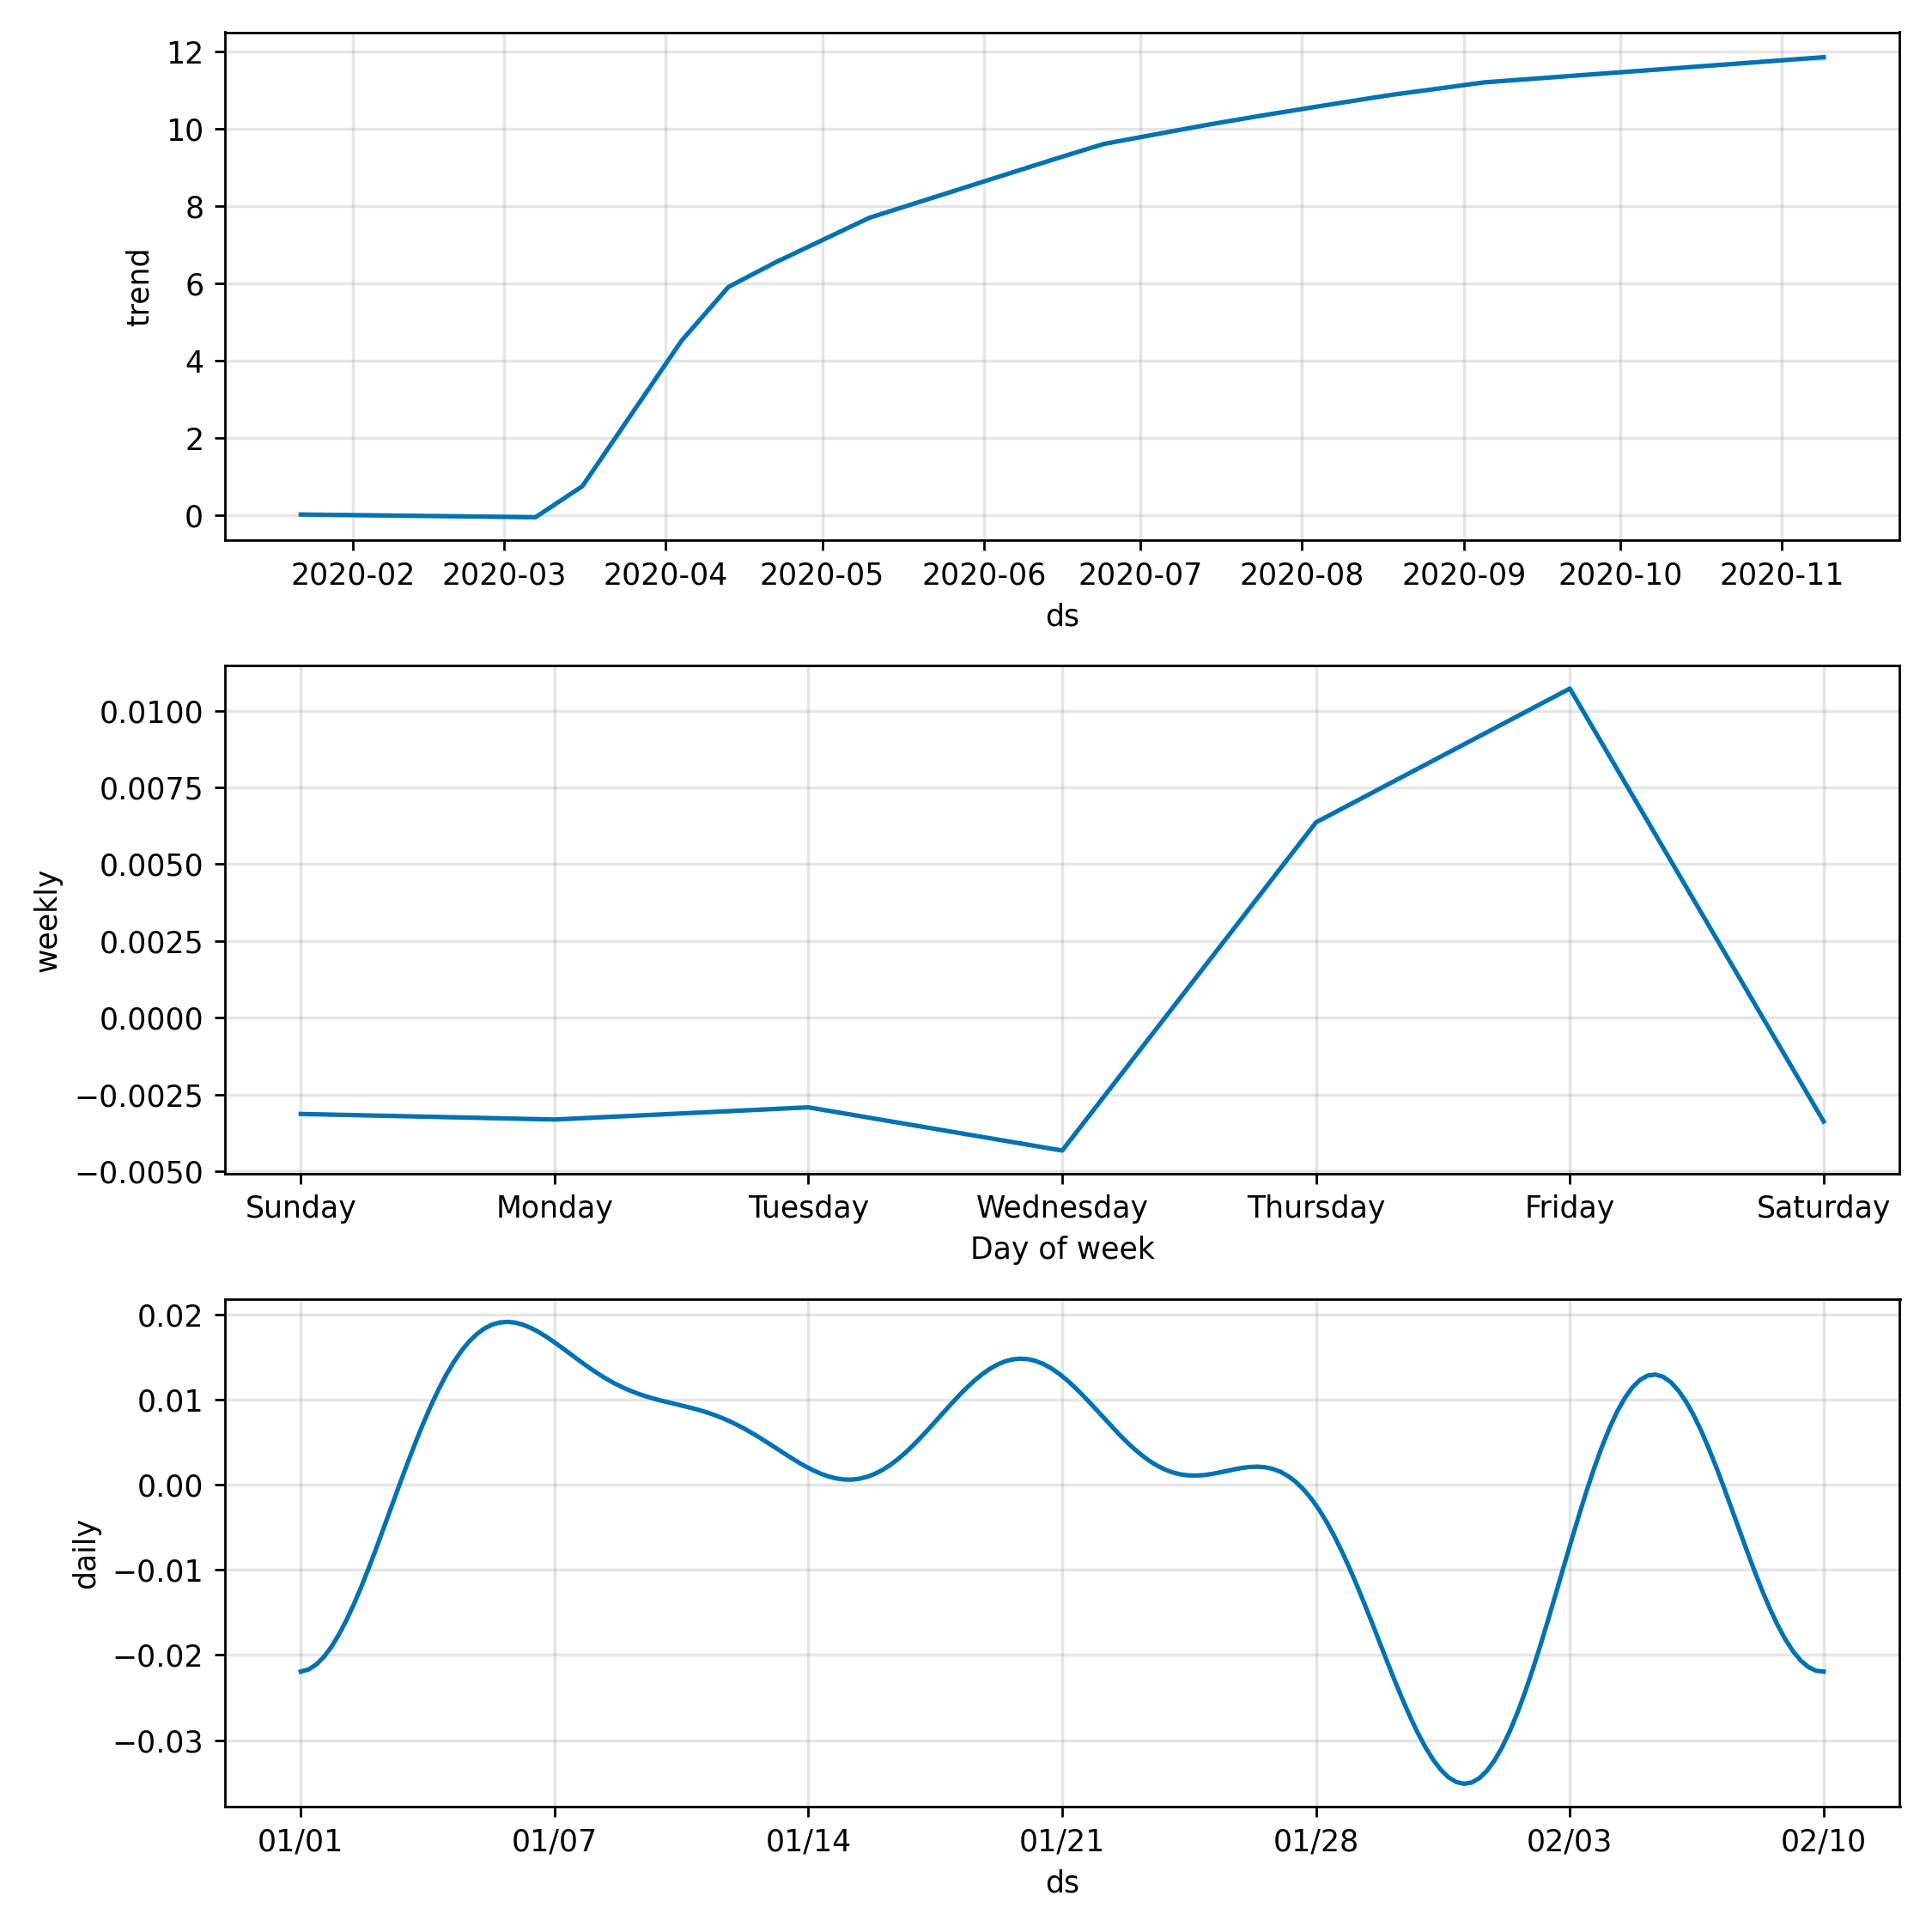 12
10
8
6
4
2
0
trend
2020-02 2020-03 2020-04 2020-05 2020-06 2020-07 2020-08 2020-09 2020-10 2020-11
ds
0.0100
0.0075
0.0050
0.0025
0.0000
−0.0025
−0.0050
weekly
Sunday Monday Tuesday Wednesday Thursday Friday Saturday
Day of week
0.02
0.01
0.00
−0.01
−0.02
−0.03
daily
01/01 01/07 01/14 01/21 01/28 02/03 02/10
ds